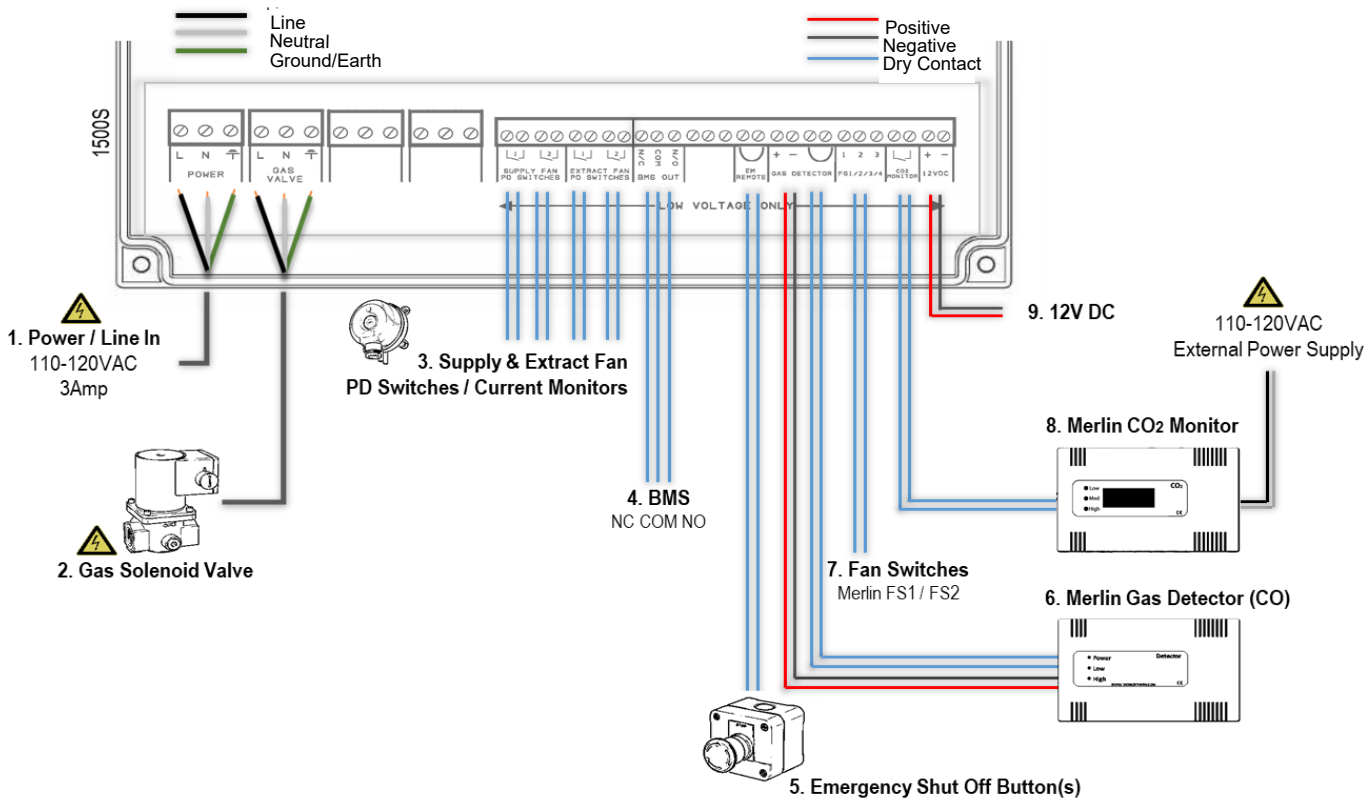 Line
Neutral
Ground/Earth
Positive
Negative
Dry Contact
1500S
L N
POWER
L N
GAS
VALVE
1 2
SUPPLY FAN
PD SWITCHES
1 2
EXTRACT FAN
PD SWITCHES
N/C
COM
N/O
BMS OUT
EM
REMOTE
+ -
GAS DETECTOR
1 2 3
FS1/2/3/4
CO2
MONITOR
+ -
12VDC
LOW VOLTAGE ONLY
1. Power / Line In
110-120VAC
3Amp
2. Gas Solenoid Valve
3. Supply & Extract Fan
PD Switches / Current Monitors
4. BMS
NC COM NO
5. Emergency Shut Off Button(s)
7. Fan Switches
Merlin FS1 / FS2
9. 12V DC
110-120VAC
External Power Supply
8. Merlin CO2 Monitor
Low
Med
High
CO2
CE
6. Merlin Gas Detector (CO)
Power
Low
High
Detector
CE